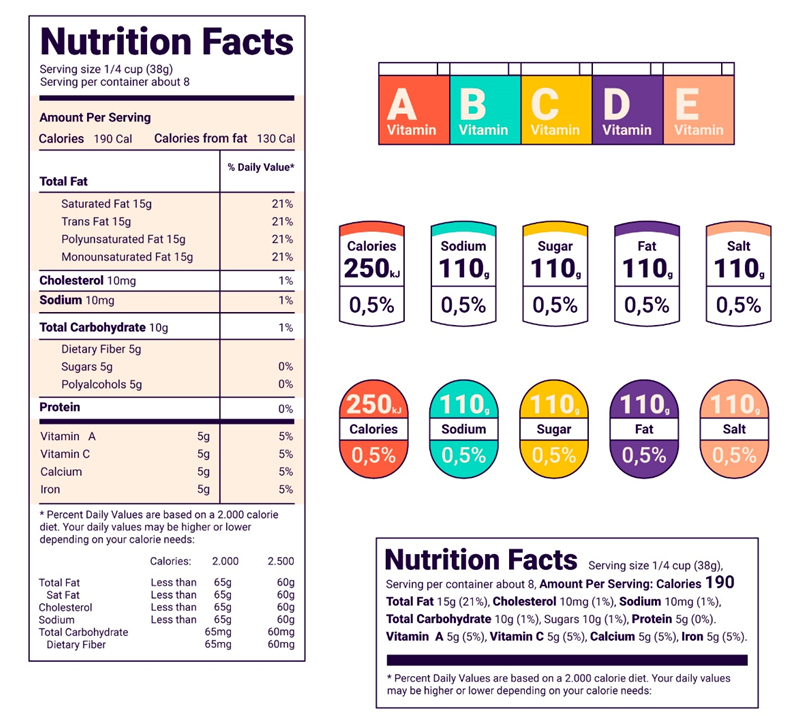 Nutrition Facts
Serving size 1/4 cup (38g)
Serving per container about 8
Amount Per Serving
Calories 190 Cal Calories from fat 130 Cal
% Daily Value*
Total Fat
Saturated Fat 15g 21%
Trans Fat 15g 21%
Polyunsaturated Fat 15g 21%
Monounsaturated Fat 15g 21%
Cholesterol 10mg 1%
Sodium 10mg 1%
Total Carbohydrate 10g 1%
Dietary Fiber 5g
Sugars 5g 0%
Polyalcohols 5g 0%
Protein 0%
Vitamin A 5g 5%
Vitamin C 5g 5%
Calcium 5g 5%
Iron 5g 5%
* Percent Daily Values are based on a 2.000 calorie
diet. Your daily values may be higher or lower
depending on your calorie needs:
Calories: 2.000 2.500
Total Fat Less than 65g 60g
Sat Fat Less than 65g 60g
Cholesterol Less than 65g 60g
Sodium Less than 65g 60g
Total Carbohydrate 65mg 60mg
Dietary Fiber 65mg 60mg
A B C D E
Vitamin Vitamin Vitamin Vitamin Vitamin
Calories Sodium Sugar Fat Salt
250kJ 110g 110g 110g 110g
0,5% 0,5% 0,5% 0,5% 0,5%
250kJ 110g 110g 110g 110g
Calories Sodium Sugar Fat Salt
0,5% 0,5% 0,5% 0,5% 0,5%
Nutrition Facts Serving size 1/4 cup (38g),
Serving per container about 8, Amount Per Serving: Calories 190
Total Fat 15g (21%), Cholesterol 10mg (1%), Sodium 10mg (1%),
Total Carbohydrate 10g (1%), Sugars 10g (1%), Protein 5g (0%).
Vitamin A 5g (5%), Vitamin C 5g (5%), Calcium 5g (5%), Iron 5g (5%).
* Percent Daily Values are based on a 2.000 calorie diet. Your daily values
may be higher or lower depending on your calorie needs: